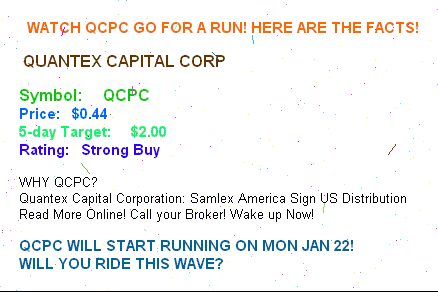 WATCH QCPC GO FOR A RUN! HERE ARE THE FACTS!
QUANTEX CAPITAL CORP
Symbol: QCPC
Price: $0.44
5-day Target: $2.00
Rating: Strong Buy
WHY QCPC?
Quantex Capital Corporation: Samlex America Sign US Distribution
Read More Online! Call your Broker! Wake up Now!
QCPC WILL START RUNNING ON MON JAN 22!
WILL YOU RIDE THIS WAVE?